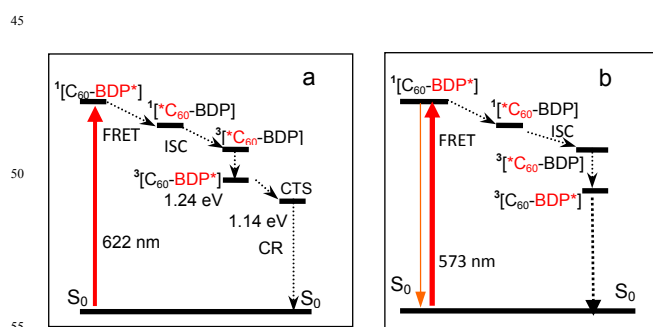 45
a
¹[C₆₀-BDP*]
¹[*C₆₀-BDP]
FRET
ISC
³[*C₆₀-BDP]
50
³[C₆₀-BDP*]
1.24 eV
CTS
1.14 eV
CR
622 nm
S₀
S₀
55
b
¹[C₆₀-BDP*]
¹[*C₆₀-BDP]
FRET
ISC
³[*C₆₀-BDP]
³[C₆₀-BDP*]
573 nm
S₀
S₀